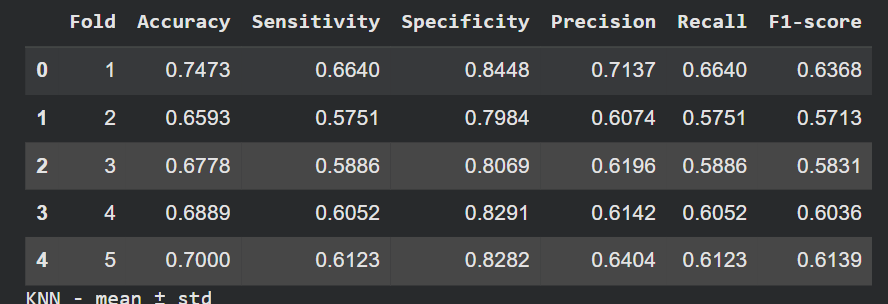 Fold Accuracy Sensitivity Specificity Precision Recall F1-score
0 1 0.7473 0.6640 0.8448 0.7137 0.6640 0.6368
1 2 0.6593 0.5751 0.7984 0.6074 0.5751 0.5713
2 3 0.6778 0.5886 0.8069 0.6196 0.5886 0.5831
3 4 0.6889 0.6052 0.8291 0.6142 0.6052 0.6036
4 5 0.7000 0.6123 0.8282 0.6404 0.6123 0.6139
KNN - mean ± std